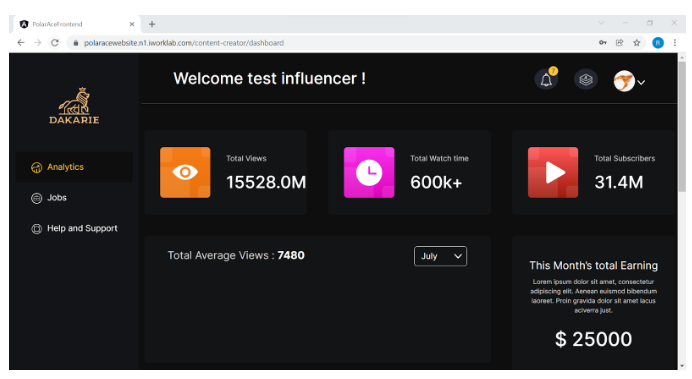 PolarAcefrontend
polaracewebsite.n1.iworklab.com/content-creator/dashboard
Welcome test influencer !
7
DAKARIE
Analytics
Jobs
Help and Support
Total Views
15528.0M
Total Watch time
600k+
Total Subscribers
31.4M
Total Average Views : 7480
July
This Month's total Earning
Lorem ipsum dolor sit amet, consectetur
adipiscing elit. Aenean euismod bibendum
laoreet. Proin gravida dolor sit amet lacus
aciverra just.
$ 25000